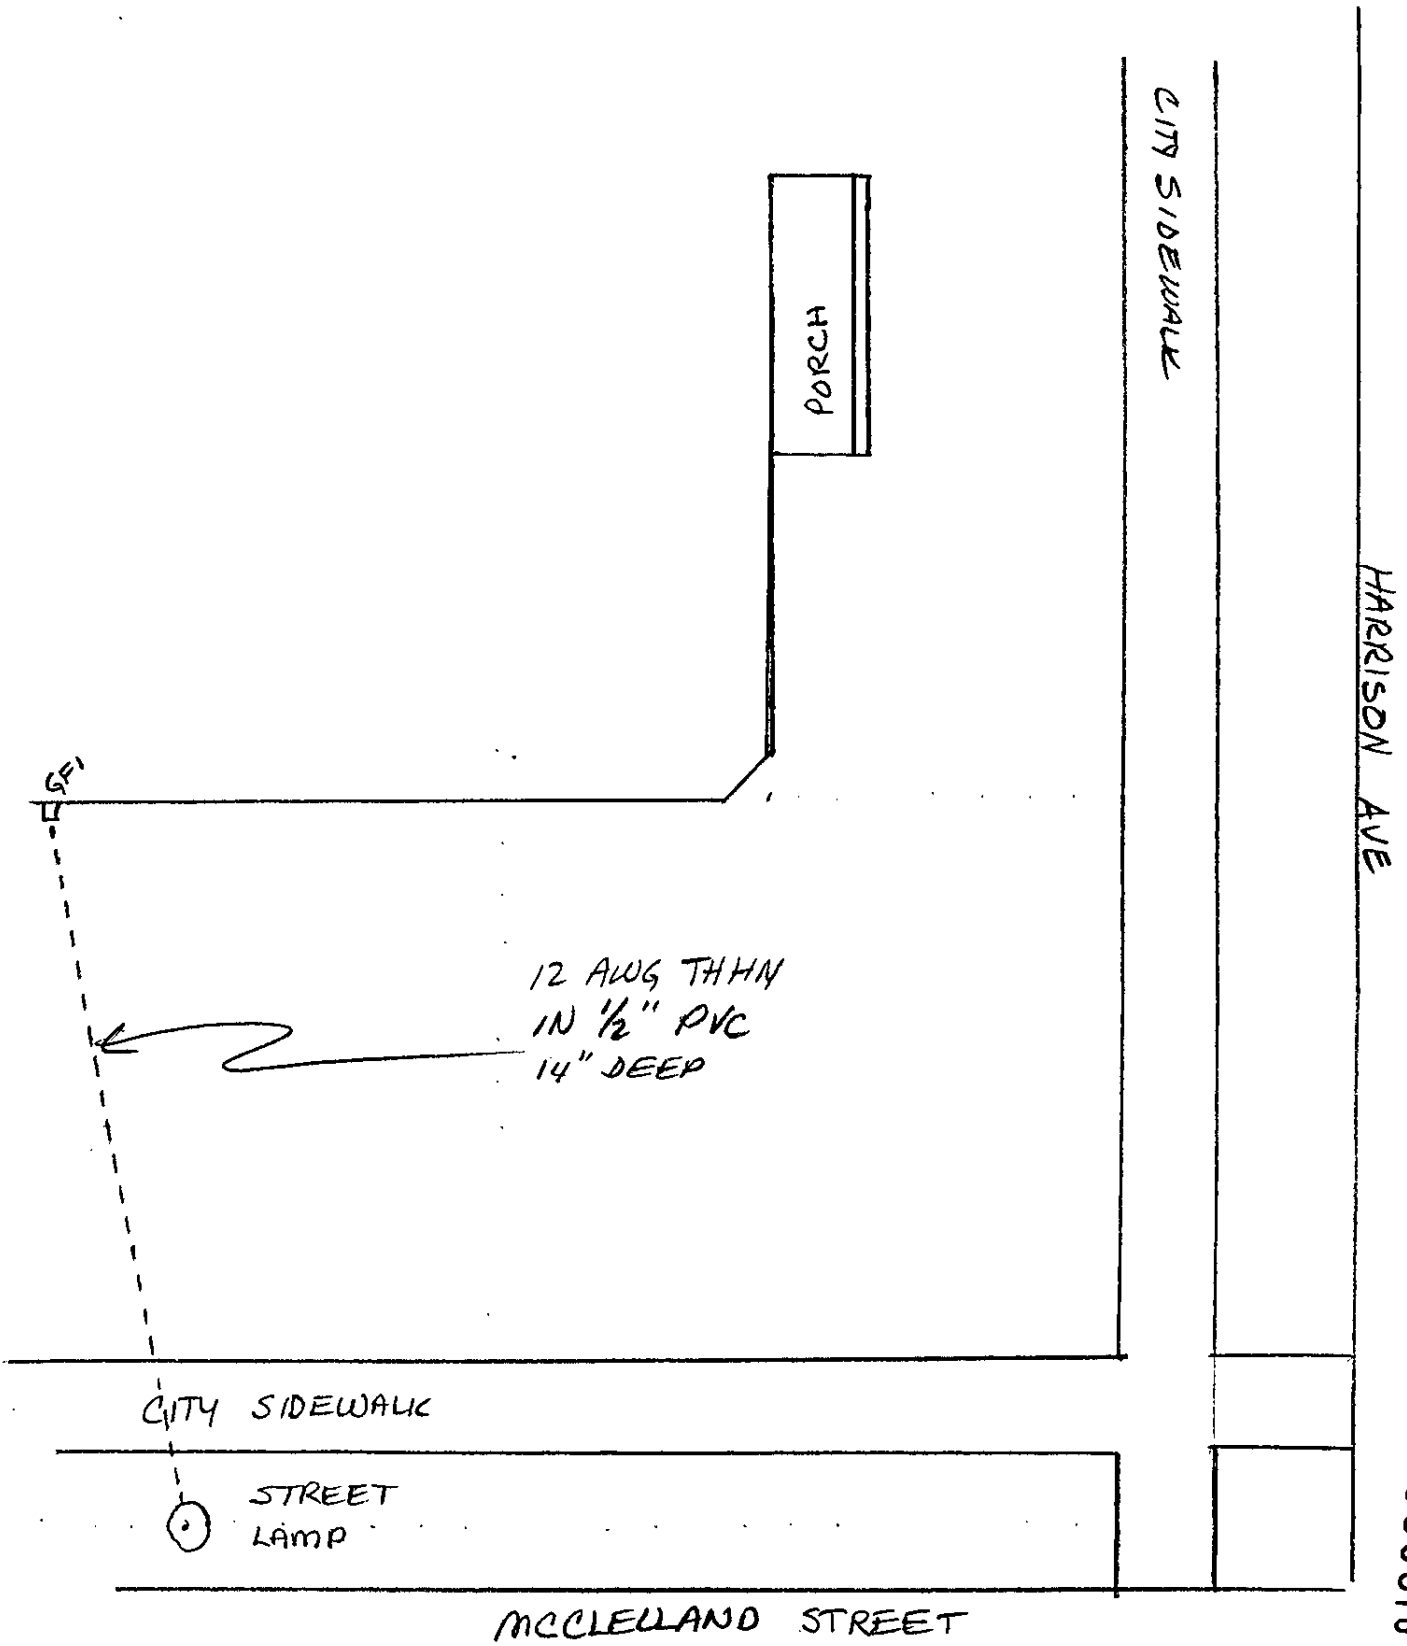 CITY SIDEWALK
PORCH
HARRISON AVE
GFI
12 AWG THHN
IN 1/2" PVC
14" DEEP
CITY SIDEWALK
STREET
LAMP
MCCLELLAND STREET